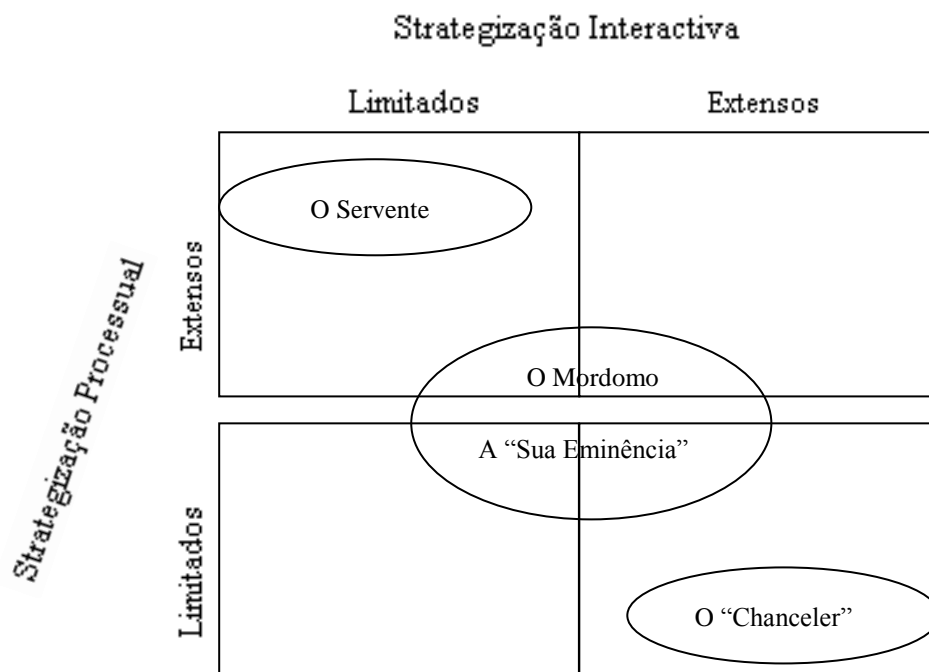 Strategização Interactiva
Limitados
Extensos
O Servente
Extensos
Strategização Processual
O Mordomo
A “Sua Eminência”
Limitados
O “Chanceler”